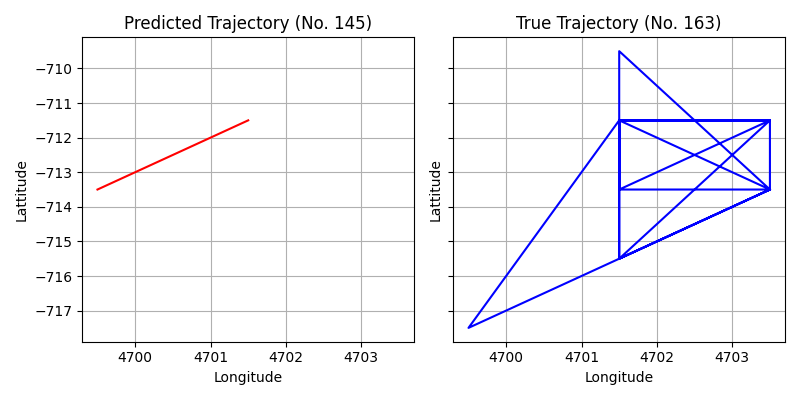 Predicted Trajectory (No. 145)
True Trajectory (No. 163)
−710
−711
−712
−713
−714
−715
−716
−717
Lattitude
Lattitude
4700 4701 4702 4703
4700 4701 4702 4703
Longitude
Longitude